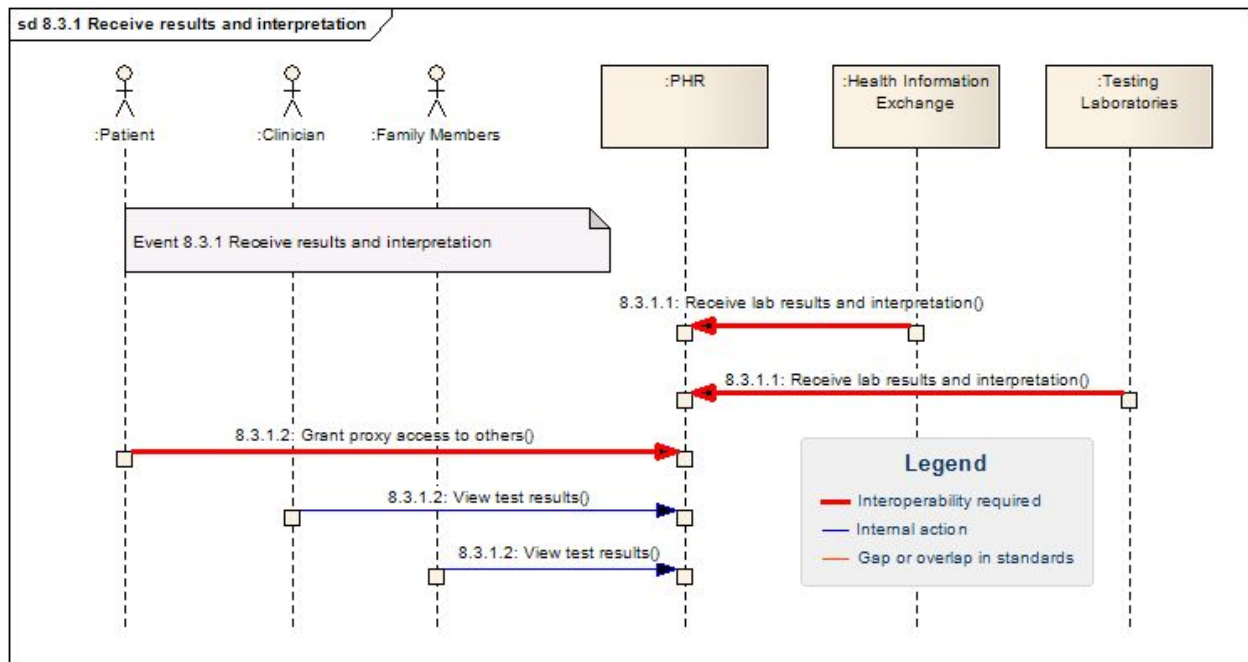 sd 8.3.1 Receive results and interpretation
:Patient
:Clinician
:Family Members
:PHR
:Health Information
Exchange
:Testing
Laboratories
Event 8.3.1 Receive results and interpretation
8.3.1.1: Receive lab results and interpretation()
8.3.1.1: Receive lab results and interpretation()
8.3.1.2: Grant proxy access to others()
8.3.1.2: View test results()
8.3.1.2: View test results()
Legend
Interoperability required
Internal action
Gap or overlap in standards